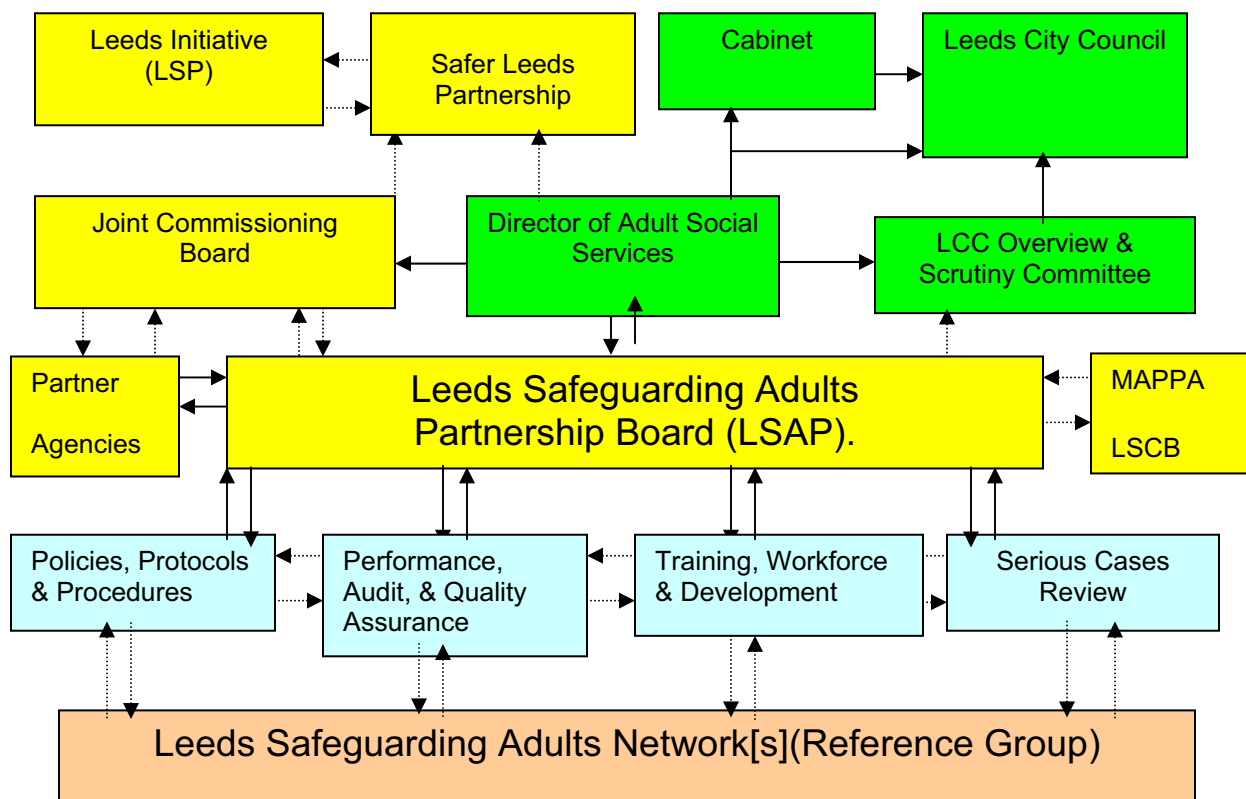 Leeds Initiative
(LSP)
Safer Leeds
Partnership
Cabinet
Leeds City Council
Joint Commissioning
Board
Director of Adult Social
Services
LCC Overview &
Scrutiny Committee
Partner
Agencies
Leeds Safeguarding Adults
Partnership Board (LSAP).
MAPPA
LSCB
Policies, Protocols
& Procedures
Performance,
Audit, & Quality
Assurance
Training, Workforce
& Development
Serious Cases
Review
Leeds Safeguarding Adults Network[s](Reference Group)